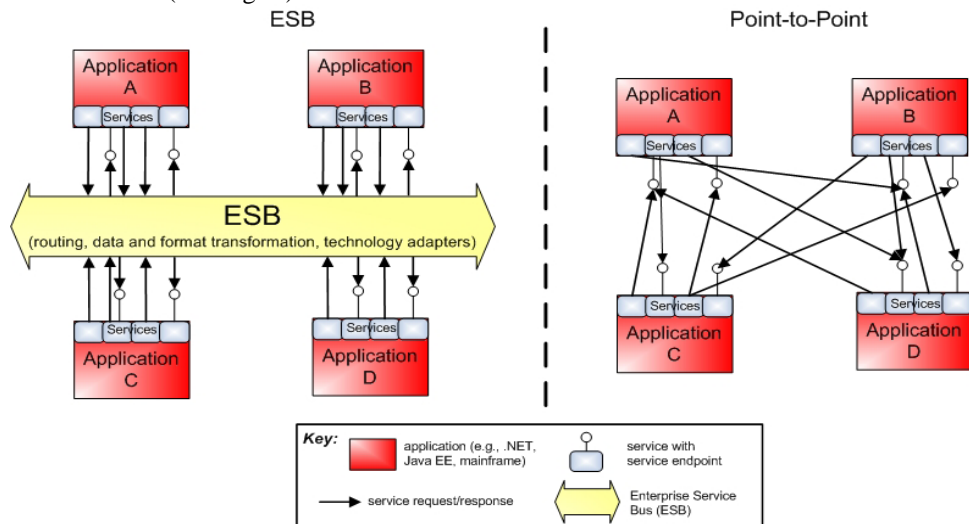 ESB
Point-to-Point
Application
A
Services
Application
B
Services
Application
A
Services
Application
B
Services
ESB
(routing, data and format transformation, technology adapters)
Services
Application
C
Services
Application
D
Services
Application
C
Services
Application
D
Key:
application (e.g., .NET,
Java EE, mainframe)
service with
service endpoint
service request/response
Enterprise Service
Bus (ESB)